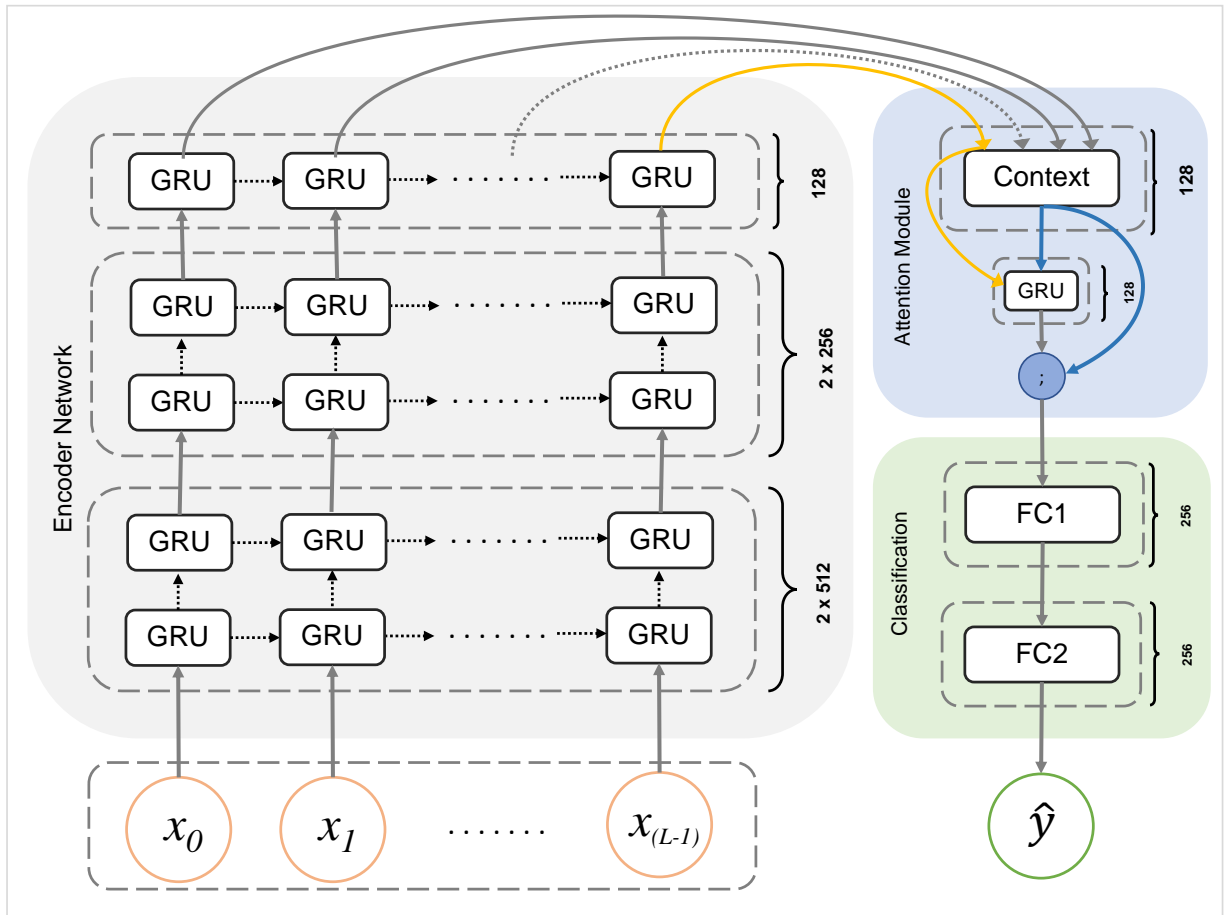 Encoder Network
GRU GRU . . . . . . . GRU
128
GRU GRU . . . . . . . GRU
GRU GRU . . . . . . . GRU
2 x 256
GRU GRU . . . . . . . GRU
GRU GRU . . . . . . . GRU
2 x 512
x0 x1 . . . . . . . x(L-1)
Attention Module
Context
128
GRU
128
;
Classification
FC1
256
FC2
256
ŷ